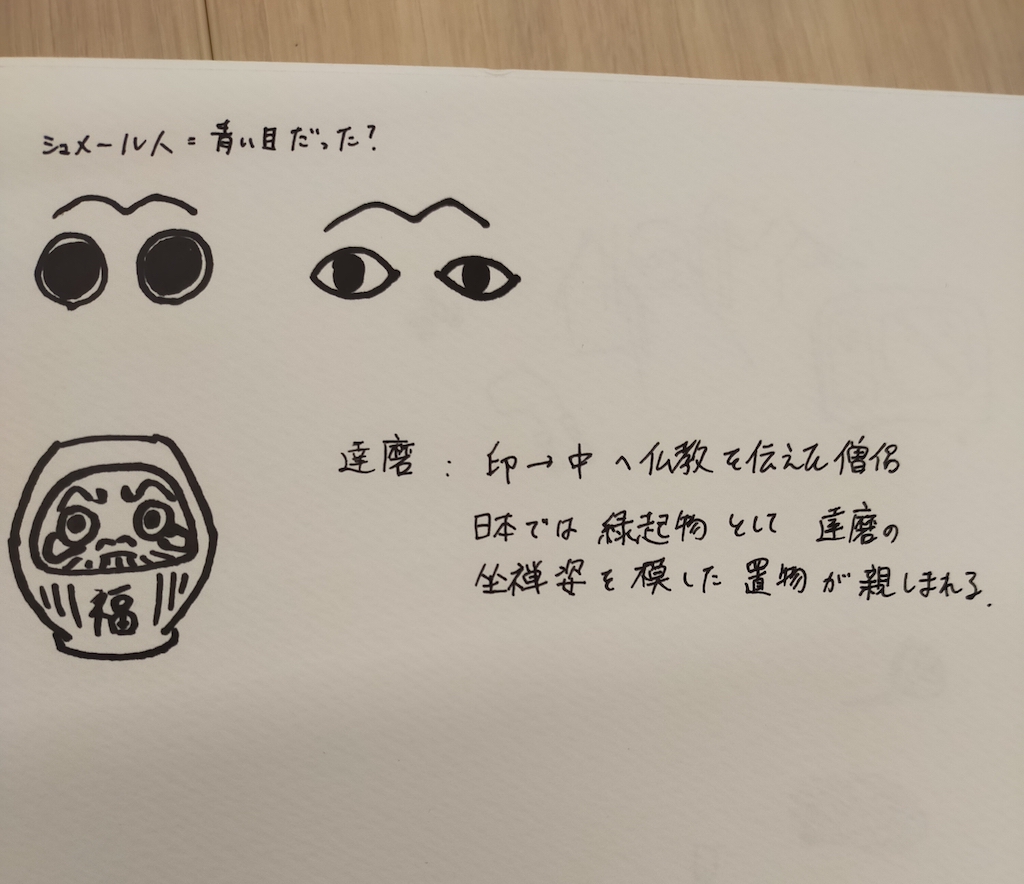 シュメール人 = 青い目だった?
達磨 : 印→中へ仏教を伝えた僧侶
日本では 縁起物 として 達磨の
坐禅姿を模した置物が親しまれる.
福